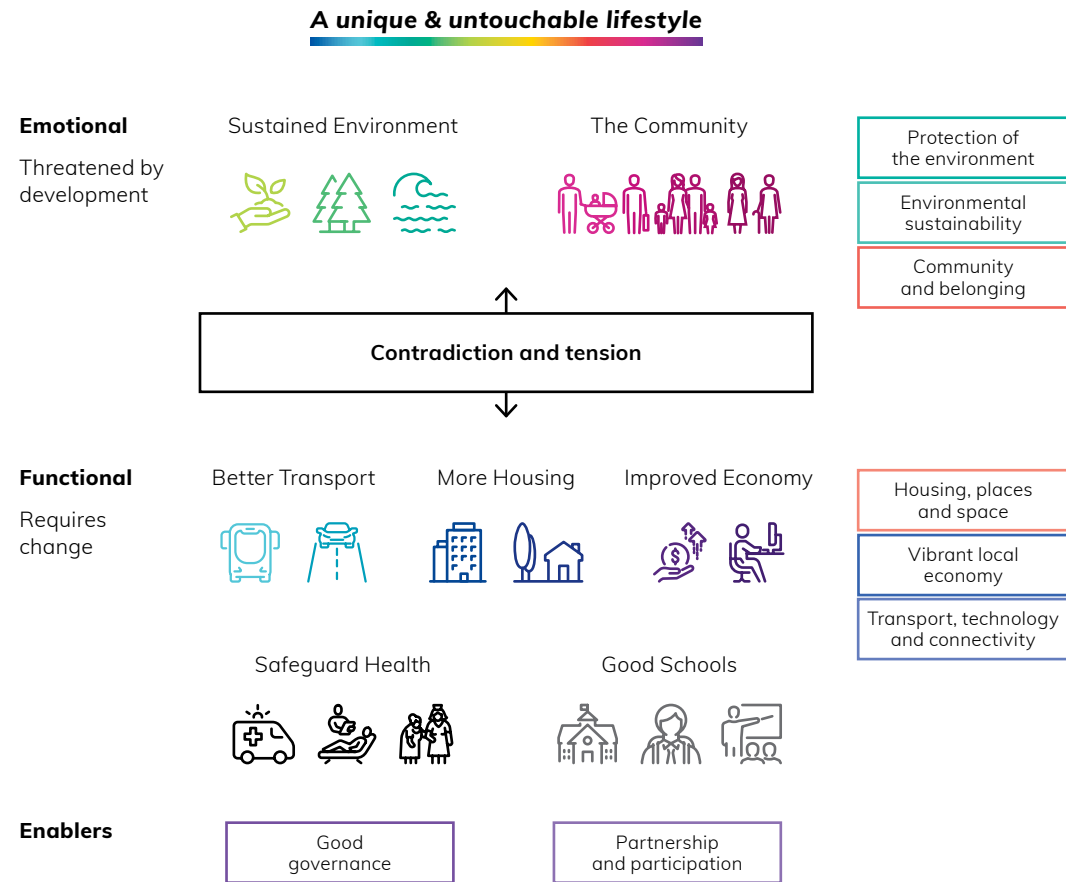 A unique & untouchable lifestyle
Emotional
Threatened by
development
Sustained Environment
The Community
Protection of
the environment
Environmental
sustainability
Community
and belonging
Contradiction and tension
Functional
Requires
change
Better Transport
More Housing
Improved Economy
$
Housing, places
and space
Vibrant local
economy
Transport, technology
and connectivity
Safeguard Health
Good Schools
Enablers
Good
governance
Partnership
and participation